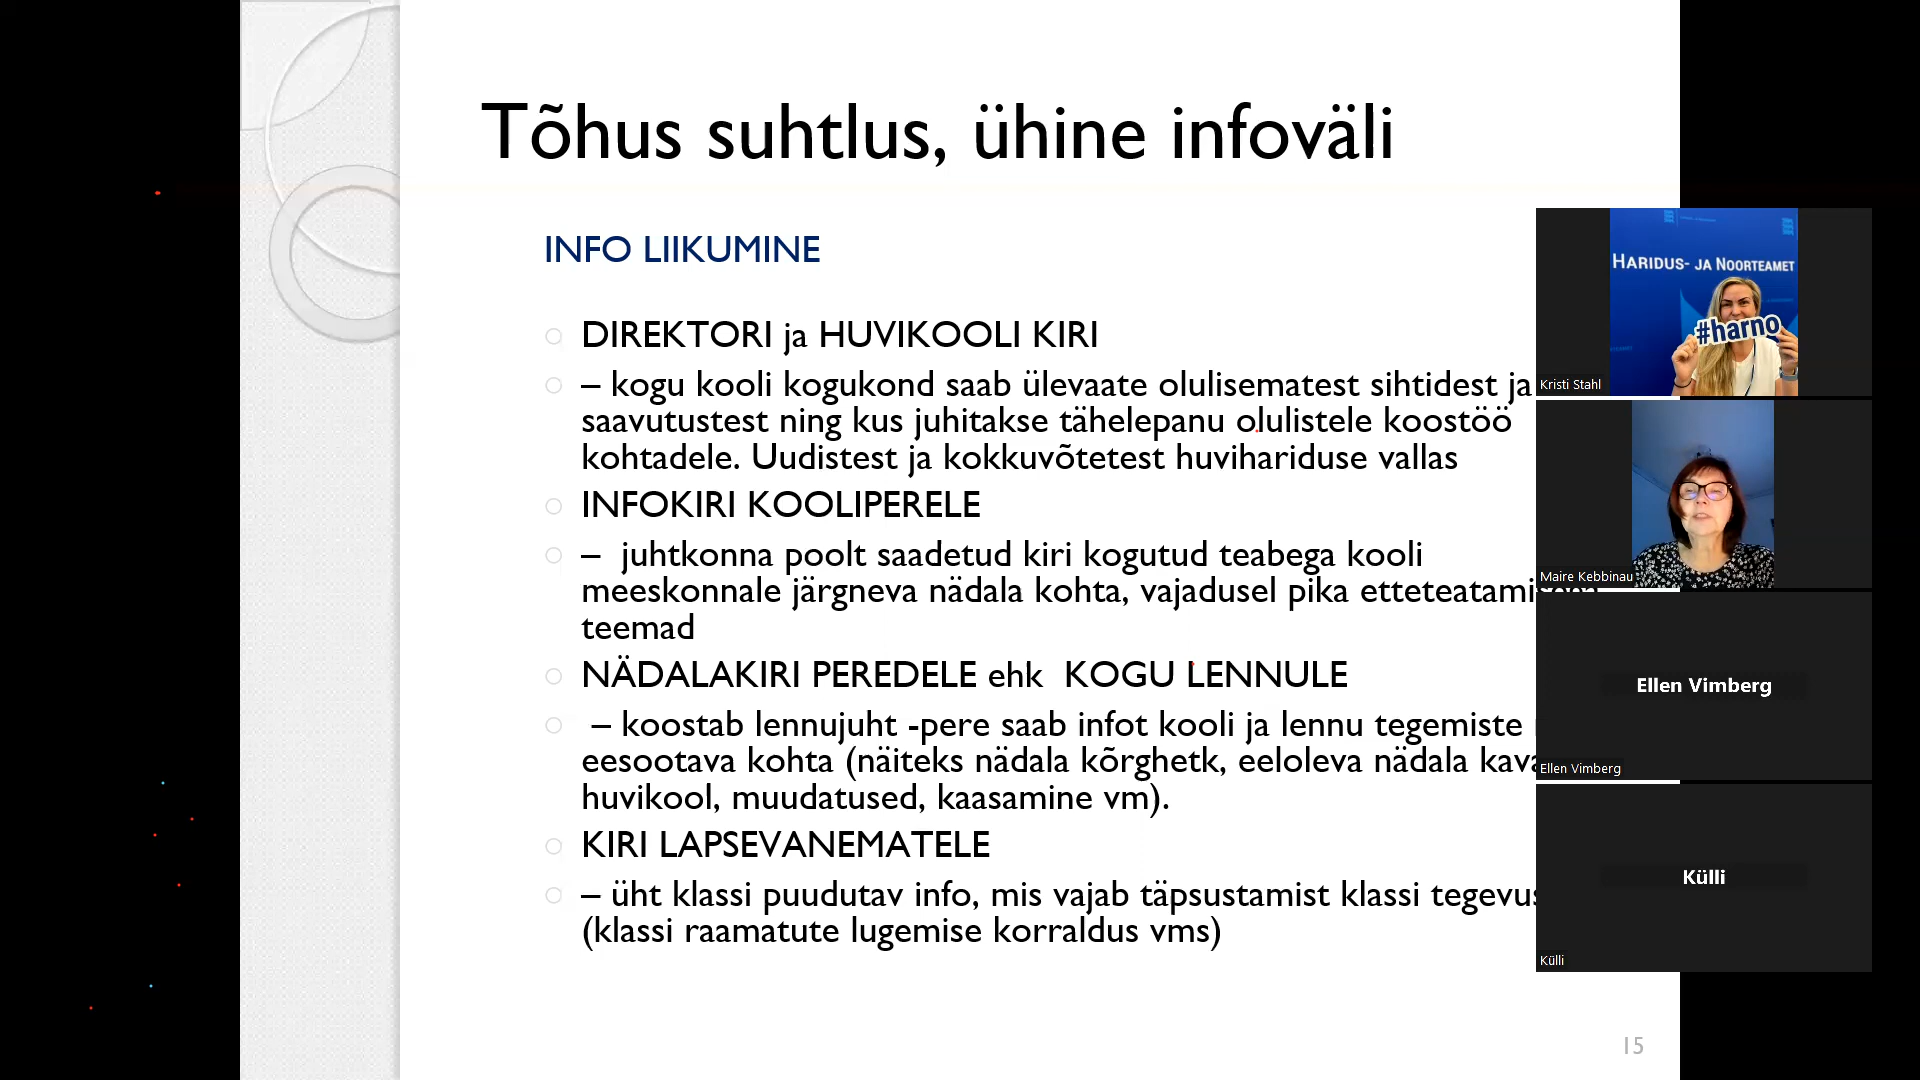 Tõhus suhtlus, ühine infoväli
INFO LIIKUMINE
DIREKTORI ja HUVIKOOLI KIRI
– kogu kooli kogukond saab ülevaate olulisematest sihtidest ja
saavutustest ning kus juhitakse tähelepanu olulistele koostöö
kohtadele. Uudistest ja kokkuvõtetest huvihariduse vallas
INFOKIRI KOOLIPERELE
– juhtkonna poolt saadetud kiri kogutud teabega kooli
meeskonnale järgneva nädala kohta, vajadusel pika
teemad
NÄDALAKIRI PEREDELE ehk KOGU LENNULE
– koostab lennujuht -pere saab infot kooli ja lennu tegemiste
eesootava kohta (näiteks nädala kõrghetk, eeloleva nädala
huvikool, muudatused, kaasamine vm).
KIRI LAPSEVANEMATELE
– üht klassi puudutav info, mis vajab täpsustamist klassi
(klassi raamatute lugemise korraldus vms)
15
HARIDUS- JA NOORTEAMET
#harno
Kristi Stahl
Maire Kebbinau
Ellen Vimberg
Ellen Vimberg
Külli
Külli